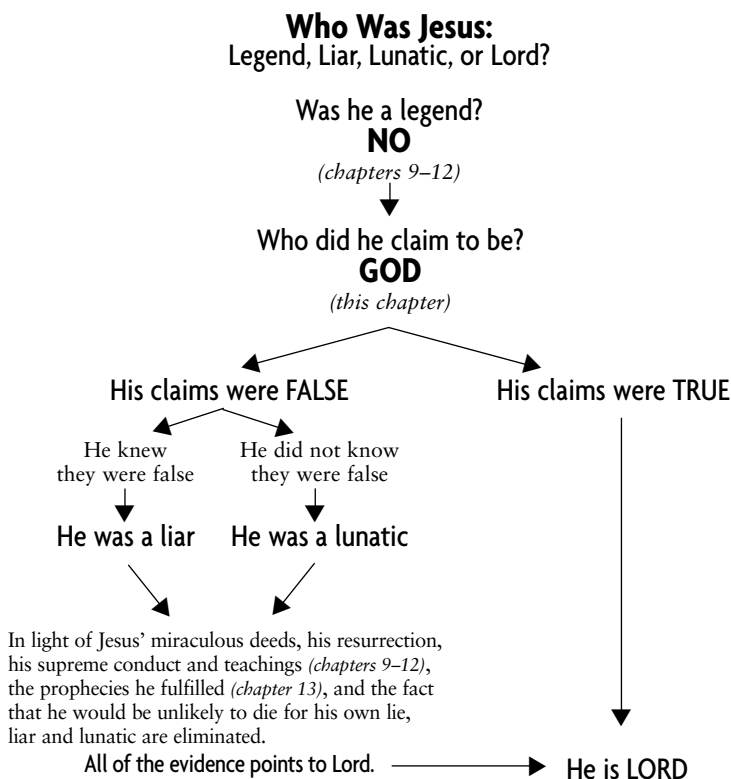 Who Was Jesus:
Legend, Liar, Lunatic, or Lord?
Was he a legend?
NO
(chapters 9–12)
Who did he claim to be?
GOD
(this chapter)
His claims were FALSE
His claims were TRUE
He knew
they were false
He did not know
they were false
He was a liar
He was a lunatic
In light of Jesus’ miraculous deeds, his resurrection,
his supreme conduct and teachings (chapters 9–12),
the prophecies he fulfilled (chapter 13), and the fact
that he would be unlikely to die for his own lie,
liar and lunatic are eliminated.
All of the evidence points to Lord.
He is LORD